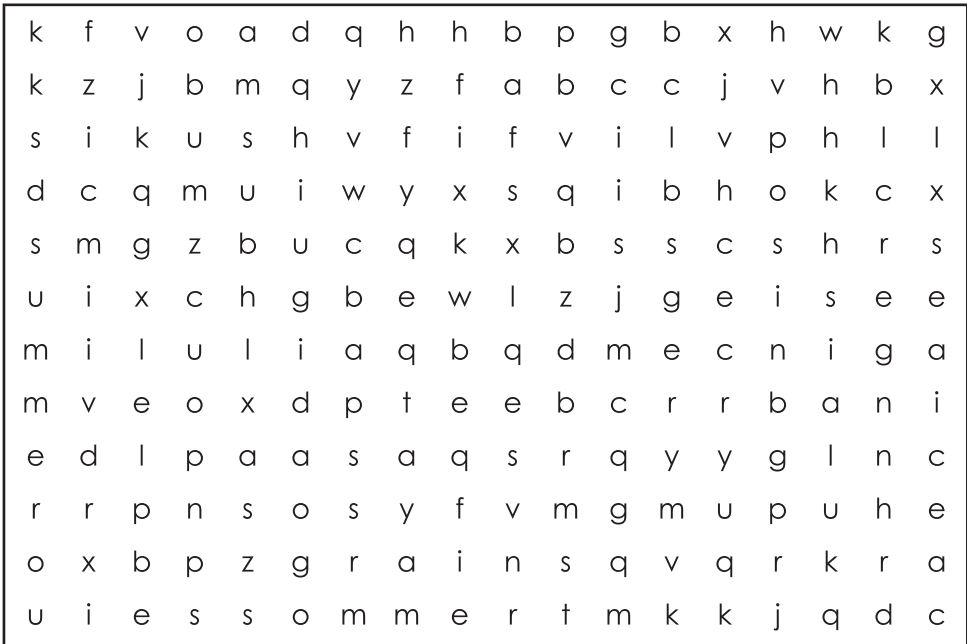 k f v o a d q h h b p g b x h w k g
k z j b m q y z f a b c c j v h b x
s i k u s h v f i f v i l v p h l l
d c q m u i w y x s q i b h o k c x
s m g z b u c q k x b s s c s h r s
u i x c h g b e w l z j g e i s e e
m i l u l i a q b q d m e c n i g a
m v e o x d p t e e b c r r b a n i
e d l p a a s a q s r q y y g l n c
r r p n s o s y f v m g m u p u h e
o x b p z g r a i n s q v q r k r a
u i e s s o m m e r t m k k j q d c